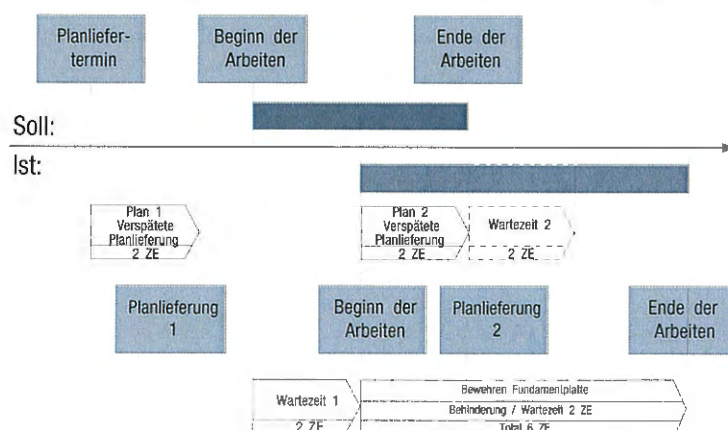 Planliefer-
termin
Beginn der
Arbeiten
Ende der
Arbeiten
Soll:
Ist:
Plan 1
Verspätete
Planlieferung
2 ZE
Plan 2
Verspätete
Planlieferung
2 ZE
Wartezeit 2
2 ZE
Planlieferung
1
Beginn der
Arbeiten
Planlieferung
2
Ende der
Arbeiten
Wartezeit 1
2 ZE
Bewehren Fundamentplatte
Behinderung / Wartezeit 2 ZE
Total 6 ZE